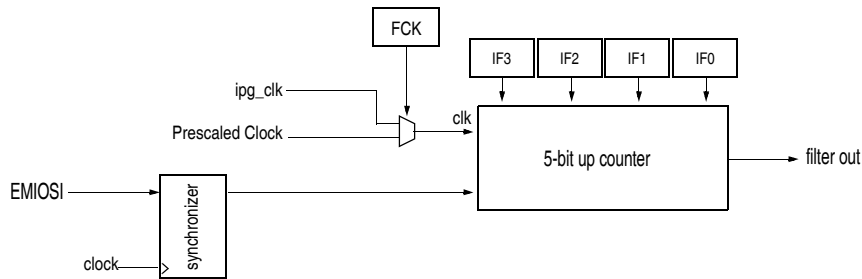 FCK
IF3
IF2
IF1
IF0
ipg_clk
clk
Prescaled Clock
5-bit up counter
filter out
EMIOSI
synchronizer
clock